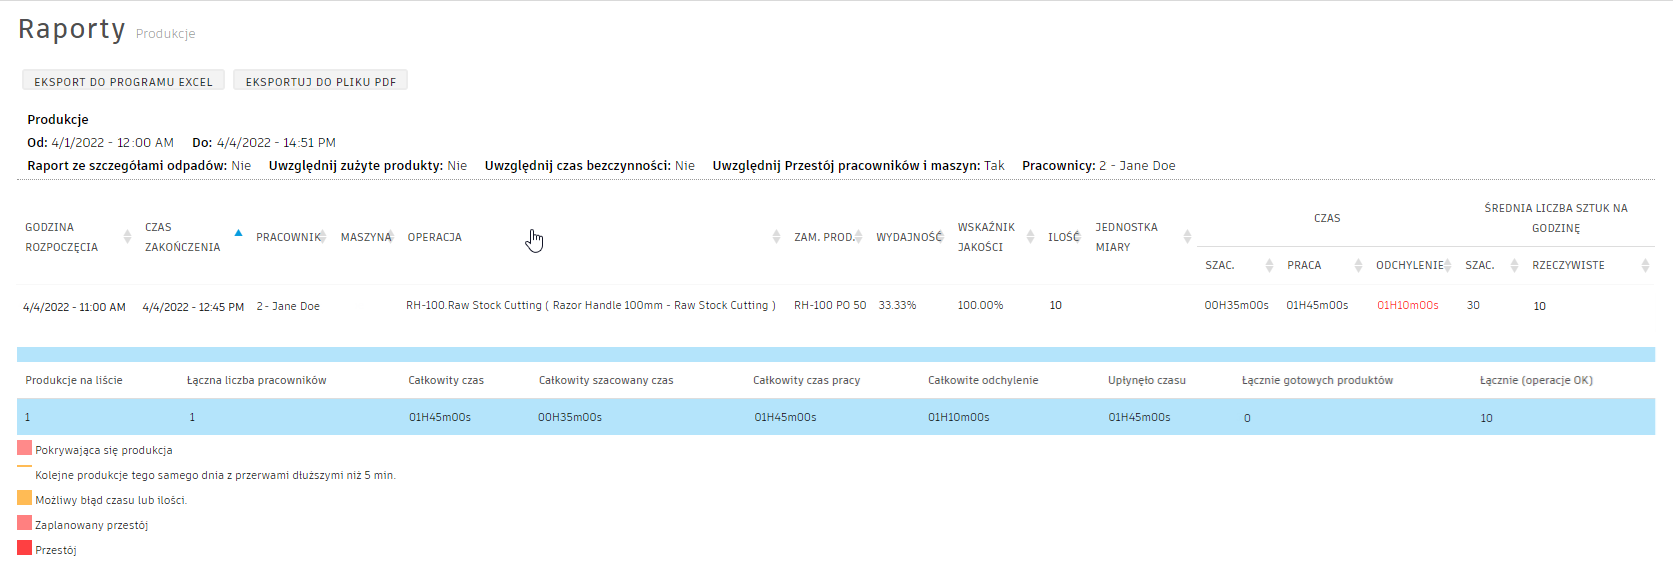 Raporty Produkcje
EKSPORT DO PROGRAMU EXCEL EKSPORTUJ DO PLIKU PDF
Produkcje
Od: 4/1/2022 - 12:00 AM Do: 4/4/2022 - 14:51 PM
Raport ze szczegółami odpadów: Nie Uwzględnij zużyte produkty: Nie Uwzględnij czas bezczynności: Nie Uwzględnij Przestój pracowników i maszyn: Tak Pracownicy: 2 - Jane Doe
GODZINA ROZPOCZĘCIA CZAS ZAKOŃCZENIA PRACOWNIK MASZYNA OPERACJA ZAM. PROD. WYDAJNOŚĆ WSKAŹNIK JAKOŚCI ILOŚĆ JEDNOSTKA MIARY CZAS ŚREDNIA LICZBA SZTUK NA GODZINĘ
SZAC. PRACA ODCHYLENIE SZAC. RZECZYWISTE
4/4/2022 - 11:00 AM 4/4/2022 - 12:45 PM 2 - Jane Doe RH-100.Raw Stock Cutting ( Razor Handle 100mm - Raw Stock Cutting ) RH-100 PO 50 33.33% 100.00% 10 00H35m00s 01H45m00s 01H10m00s 30 10
Produkcje na liście Łączna liczba pracowników Całkowity czas Całkowity szacowany czas Całkowity czas pracy Całkowite odchylenie Upłynęło czasu Łącznie gotowych produktów Łącznie (operacje OK)
1 1 01H45m00s 00H35m00s 01H45m00s 01H10m00s 01H45m00s 0 10
Pokrywająca się produkcja
Kolejne produkcje tego samego dnia z przerwami dłuższymi niż 5 min.
Możliwy błąd czasu lub ilości.
Zaplanowany przestój
Przestój